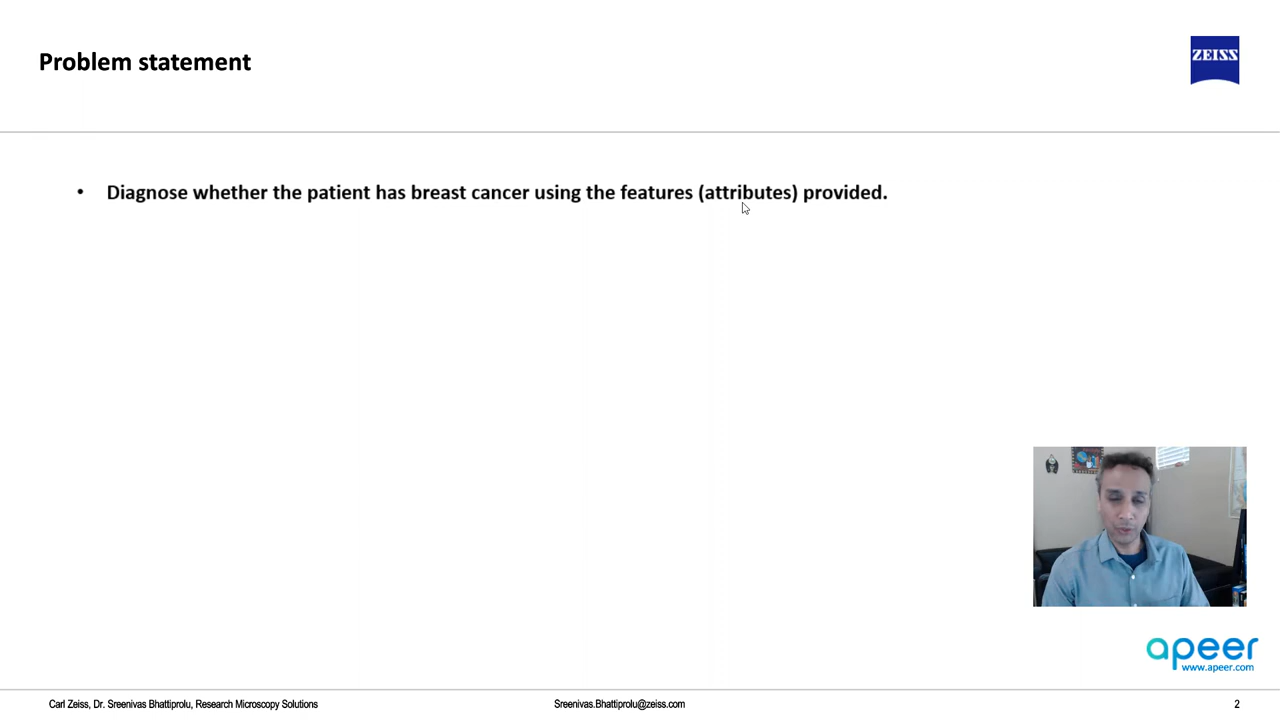 Problem statement
ZEISS
• Diagnose whether the patient has breast cancer using the features (attributes) provided.
apeer
www.apeer.com
Carl Zeiss, Dr. Sreenivas Bhattiprolu, Research Microscopy Solutions
Sreenivas.Bhattiprolu@zeiss.com
2